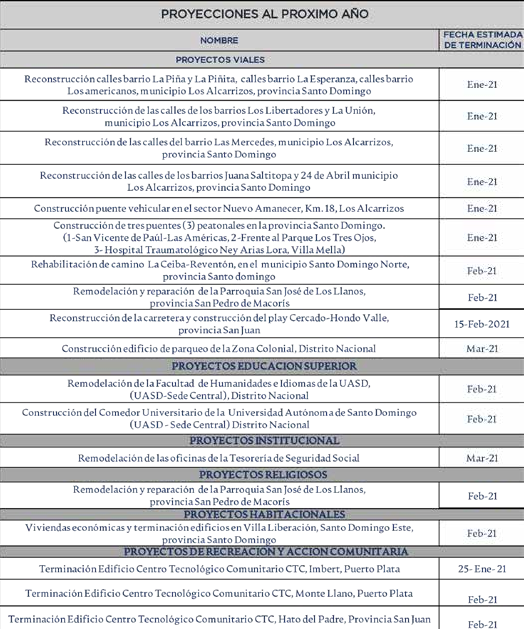 PROYECCIONES AL PROXIMO AÑO
NOMBRE
FECHA ESTIMADA
DE TERMINACIÓN
PROYECTOS VIALES
Reconstrucción calles barrio La Piña y La Piñita, calles barrio La Esperanza, calles barrio
Los americanos, municipio Los Alcarrizos, provincia Santo Domingo
Ene-21
Reconstrucción de las calles de los barrios Los Libertadores y La Unión,
municipio Los Alcarrizos, provincia Santo Domingo
Ene-21
Reconstrucción de las calles del barrio Las Mercedes, municipio Los Alcarrizos,
provincia Santo Domingo
Ene-21
Reconstrucción de las calles de los barrios Juana Saltitopa y 24 de Abril municipio
Los Alcarrizos, provincia Santo Domingo
Ene-21
Construcción puente vehicular en el sector Nuevo Amanecer, Km. 18, Los Alcarrizos
Ene-21
Construcción de tres puentes (3) peatonales en la provincia Santo Domingo.
(1-San Vicente de Paúl-Las Américas, 2-Frente al Parque Los Tres Ojos,
3- Hospital Traumatológico Ney Arias Lora, Villa Mella)
Ene-21
Rehabilitación de camino La Ceiba-Reventón, en el municipio Santo Domingo Norte,
provincia Santo domingo
Feb-21
Remodelación y reparación de la Parroquia San José de Los Llanos,
provincia San Pedro de Macorís
Feb-21
Reconstrucción de la carretera y construcción del play Cercado-Hondo Valle,
provincia San Juan
15-Feb-2021
Construcción edificio de parqueo de la Zona Colonial, Distrito Nacional
Mar-21
PROYECTOS EDUCACION SUPERIOR
Remodelación de la Facultad de Humanidades e Idiomas de la UASD,
(UASD-Sede Central), Distrito Nacional
Feb-21
Construcción del Comedor Universitario de la Universidad Autónoma de Santo Domingo
(UASD - Sede Central) Distrito Nacional
Feb-21
PROYECTOS INSTITUCIONAL
Remodelación de las oficinas de la Tesorería de Seguridad Social
Mar-21
PROYECTOS RELIGIOSOS
Remodelación y reparación de la Parroquia San José de Los Llanos,
provincia San Pedro de Macorís
Feb-21
PROYECTOS HABITACIONALES
Viviendas económicas y terminación edificios en Villa Liberación, Santo Domingo Este,
provincia Santo Domingo
Feb-21
PROYECTOS DE RECREACION Y ACCION COMUNITARIA
Terminación Edificio Centro Tecnológico Comunitario CTC, Imbert, Puerto Plata
25- Ene- 21
Terminación Edificio Centro Tecnológico Comunitario CTC, Monte Llano, Puerto Plata
Feb-21
Terminación Edificio Centro Tecnológico Comunitario CTC, Hato del Padre, Provincia San Juan
Feb-21